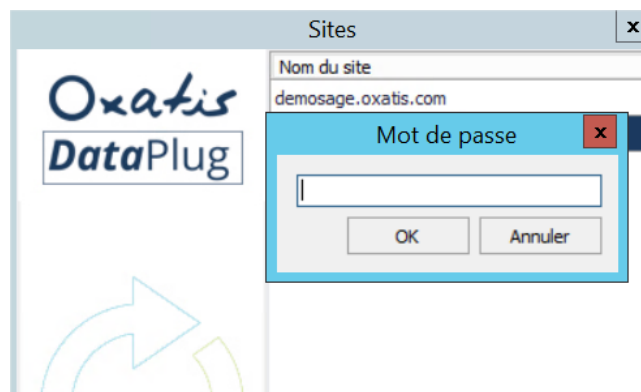 Sites
x
Nom du site
Oxatis
DataPlug
demosage.oxatis.com
Mot de passe
x
OK
Annuler